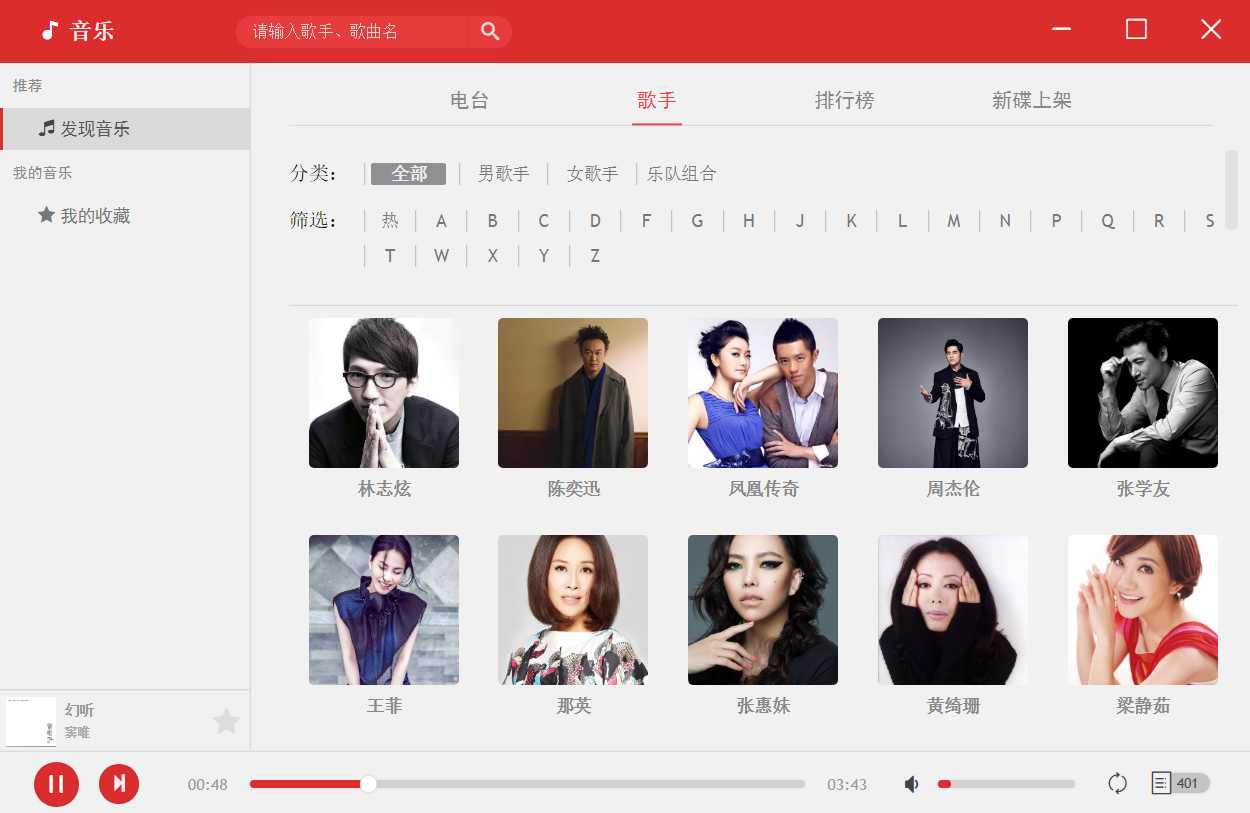 音乐
请输入歌手、歌曲名
推荐
发现音乐
我的音乐
我的收藏
电台 歌手 排行榜 新碟上架
分类： 全部 男歌手 女歌手 乐队组合
筛选： 热 A B C D F G H J K L M N P Q R S
T W X Y Z
林志炫 陈奕迅 凤凰传奇 周杰伦 张学友
王菲 那英 张惠妹 黄绮珊 梁静茹
幻听
窦唯
00:48 03:43 401